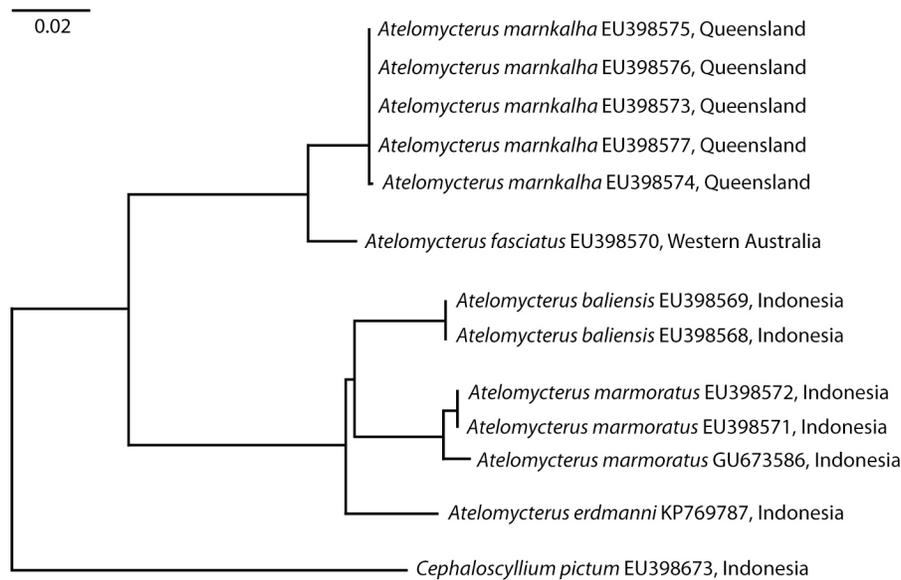 0.02
Atelomycterus marnkalha EU398575, Queensland
Atelomycterus marnkalha EU398576, Queensland
Atelomycterus marnkalha EU398573, Queensland
Atelomycterus marnkalha EU398577, Queensland
Atelomycterus marnkalha EU398574, Queensland
Atelomycterus fasciatus EU398570, Western Australia
Atelomycterus baliensis EU398569, Indonesia
Atelomycterus baliensis EU398568, Indonesia
Atelomycterus marmoratus EU398572, Indonesia
Atelomycterus marmoratus EU398571, Indonesia
Atelomycterus marmoratus GU673586, Indonesia
Atelomycterus erdmanni KP769787, Indonesia
Cephaloscyllium pictum EU398673, Indonesia